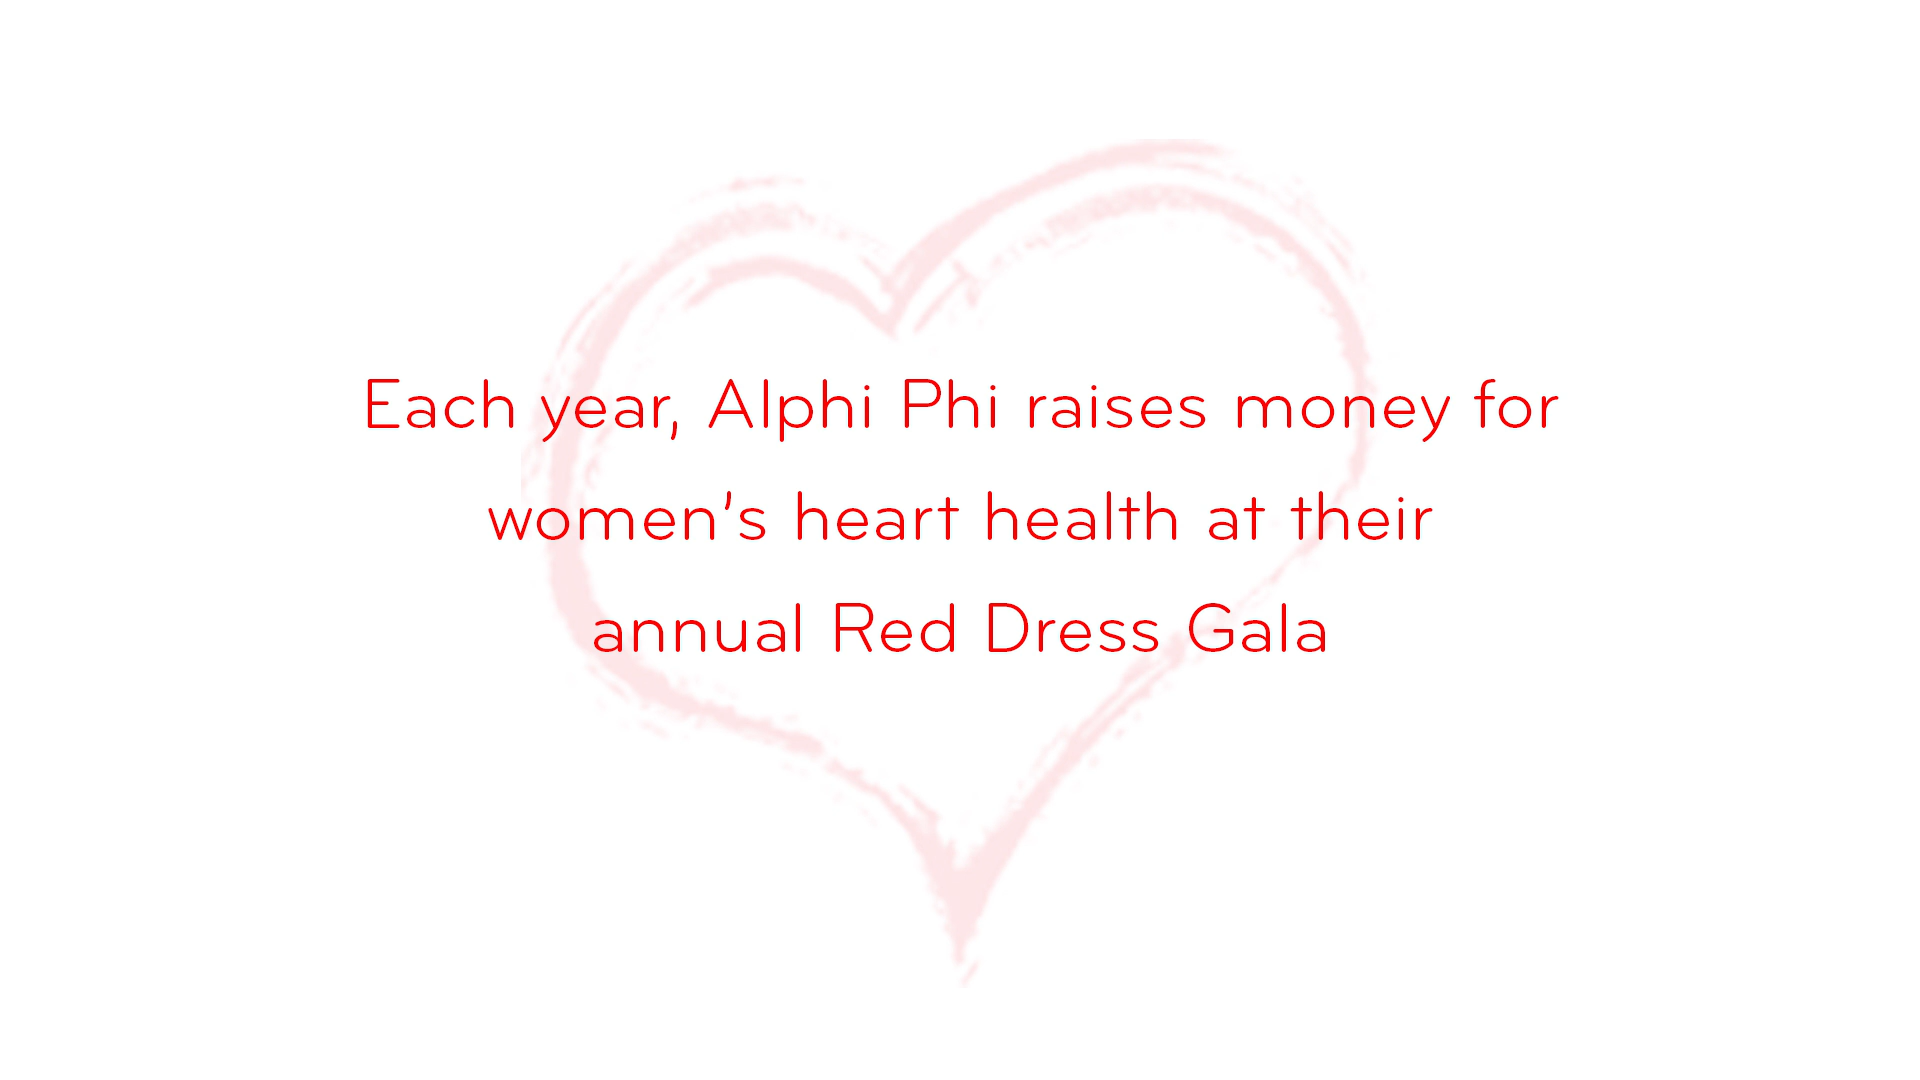 Each year, Alphi Phi raises money for
women's heart health at their
annual Red Dress Gala